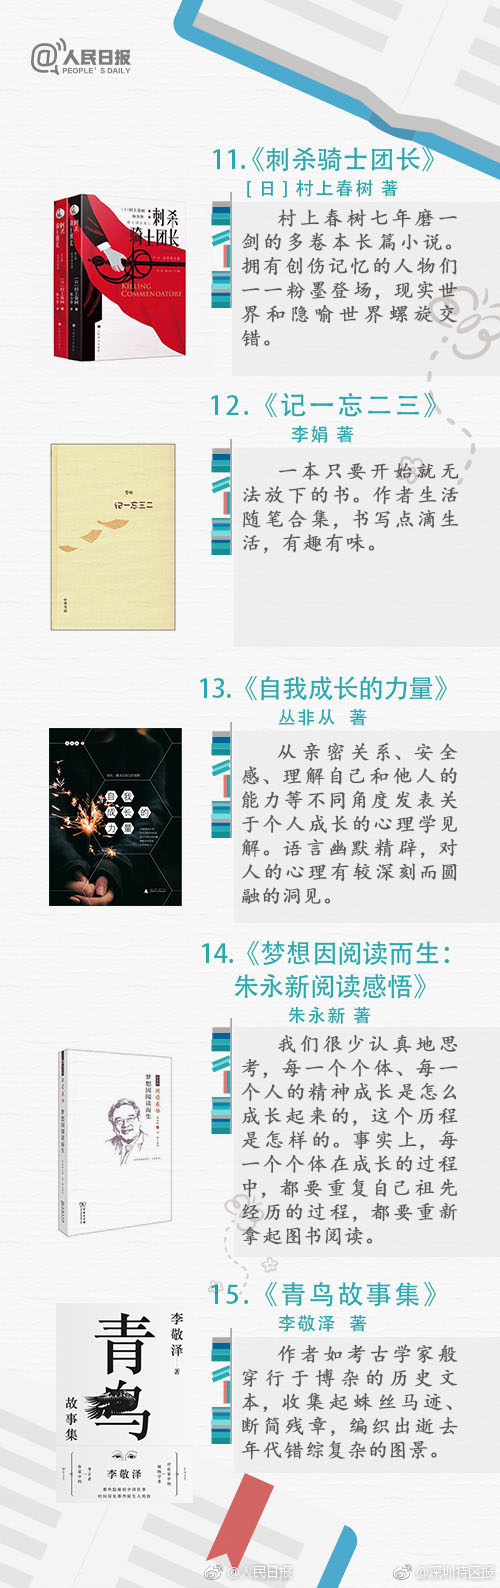 @人民日报
PEOPLE'S DAILY
11.《刺杀骑士团长》
[日]村上春树 著
村上春树七年磨一
剑的多卷本长篇小说。
拥有创伤记忆的人物们
一一粉墨登场，现实世
界和隐喻世界螺旋交
错。
刺杀
骑士团长
KILLING
COMMENDATORE
12.《记一忘二三》
李娟 著
一本只要开始就无
法放下的书。作者生活
随笔合集，书写点滴生
活，有趣有味。
李娟
记一忘二三
13.《自我成长的力量》
丛非从 著
从亲密关系、安全
感、理解自己和他人的
能力等不同角度发表关
于个人成长的心理学见
解。语言幽默精辟，对
人的心理有较深刻而圆
融的洞见。
自我
成长的
力量
14.《梦想因阅读而生：
朱永新阅读感悟》
朱永新 著
我们很少认真地思
考，每一个个体、每一
个人的精神成长是怎么
成长起来的，这个历程
是怎样的。事实上，每
一个个体在成长的过程
中，都要重复自己祖先
经历的过程，都要重新
拿起图书阅读。
梦想因阅读而生
15.《青鸟故事集》
李敬泽 著
作者如考古学家般
穿行于博杂的历史文
本，收集起蛛丝马迹、
断简残章，编织出逝去
年代错综复杂的图景。
青鸟
故事集
李敬泽
著
李敬泽
@人民日报
@深圳特区报